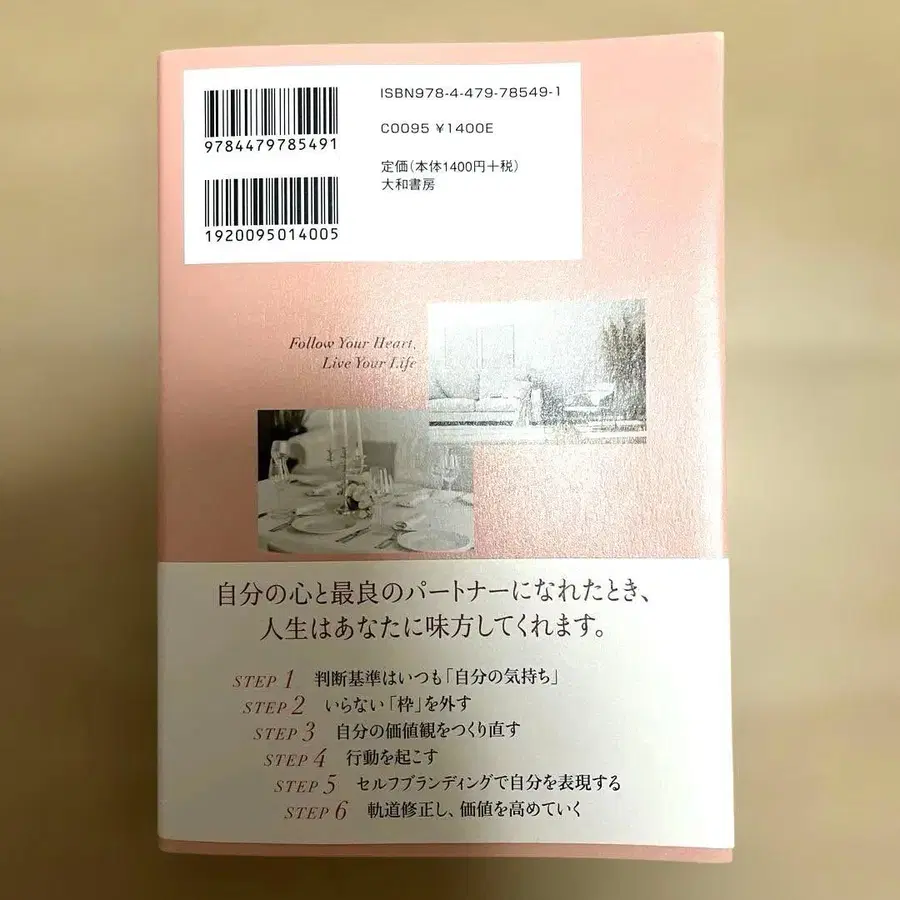 ISBN978-4-479-78549-1
C0095 ¥1400E
定価(本体1400円+税)
大和書房
9784479785491
1920095014005
Follow Your Heart,
Live Your Life
自分の心と最良のパートナーになれたとき、
人生はあなたに味方してくれます。
STEP 1 判断基準はいつも「自分の気持ち」
STEP 2 いらない「枠」を外す
STEP 3 自分の価値観をつくり直す
STEP 4 行動を起こす
STEP 5 セルフブランディングで自分を表現する
STEP 6 軌道修正し、価値を高めていく